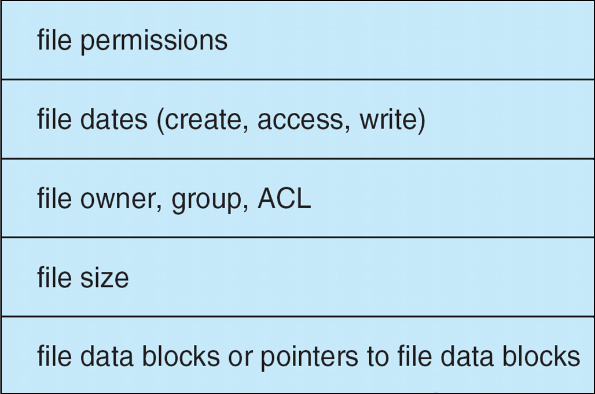 file permissions
file dates (create, access, write)
file owner, group, ACL
file size
file data blocks or pointers to file data blocks